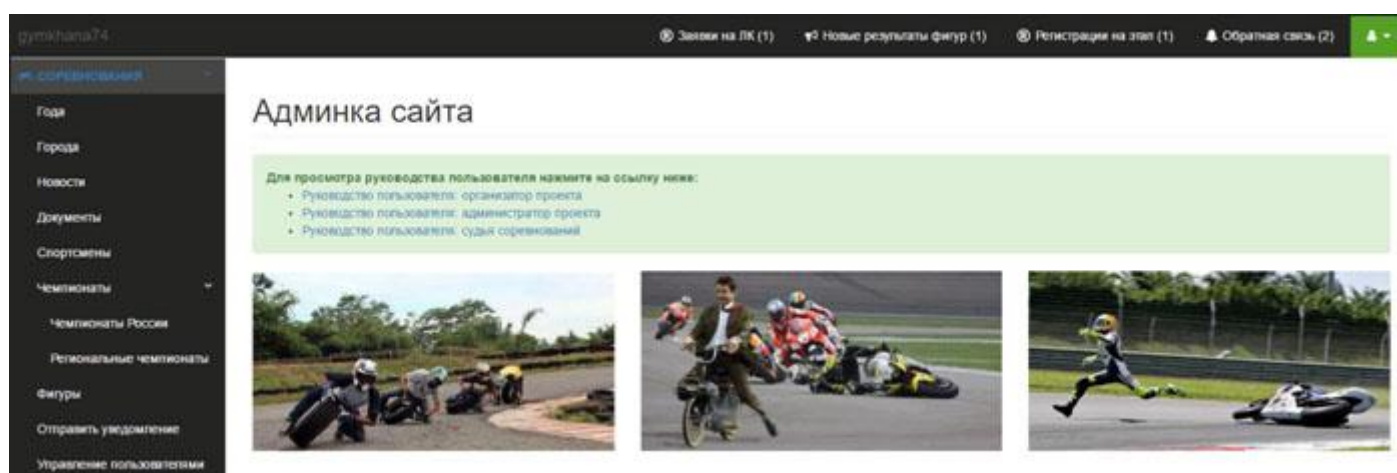 gymkhana74
Заявки на ЛК (1)
Новые результаты фигур (1)
Регистрации на этап (1)
Обратная связь (2)
СОРЕВНОВАНИЯ
Года
Города
Новости
Документы
Спортсмены
Чемпионаты
Чемпионаты России
Региональные чемпионаты
Фигуры
Отправить уведомление
Управление пользователями
Админка сайта
Для просмотра руководства пользователя нажмите на ссылку ниже:
Руководство пользователя: организатор проекта
Руководство пользователя: администратор проекта
Руководство пользователя: судья соревнований